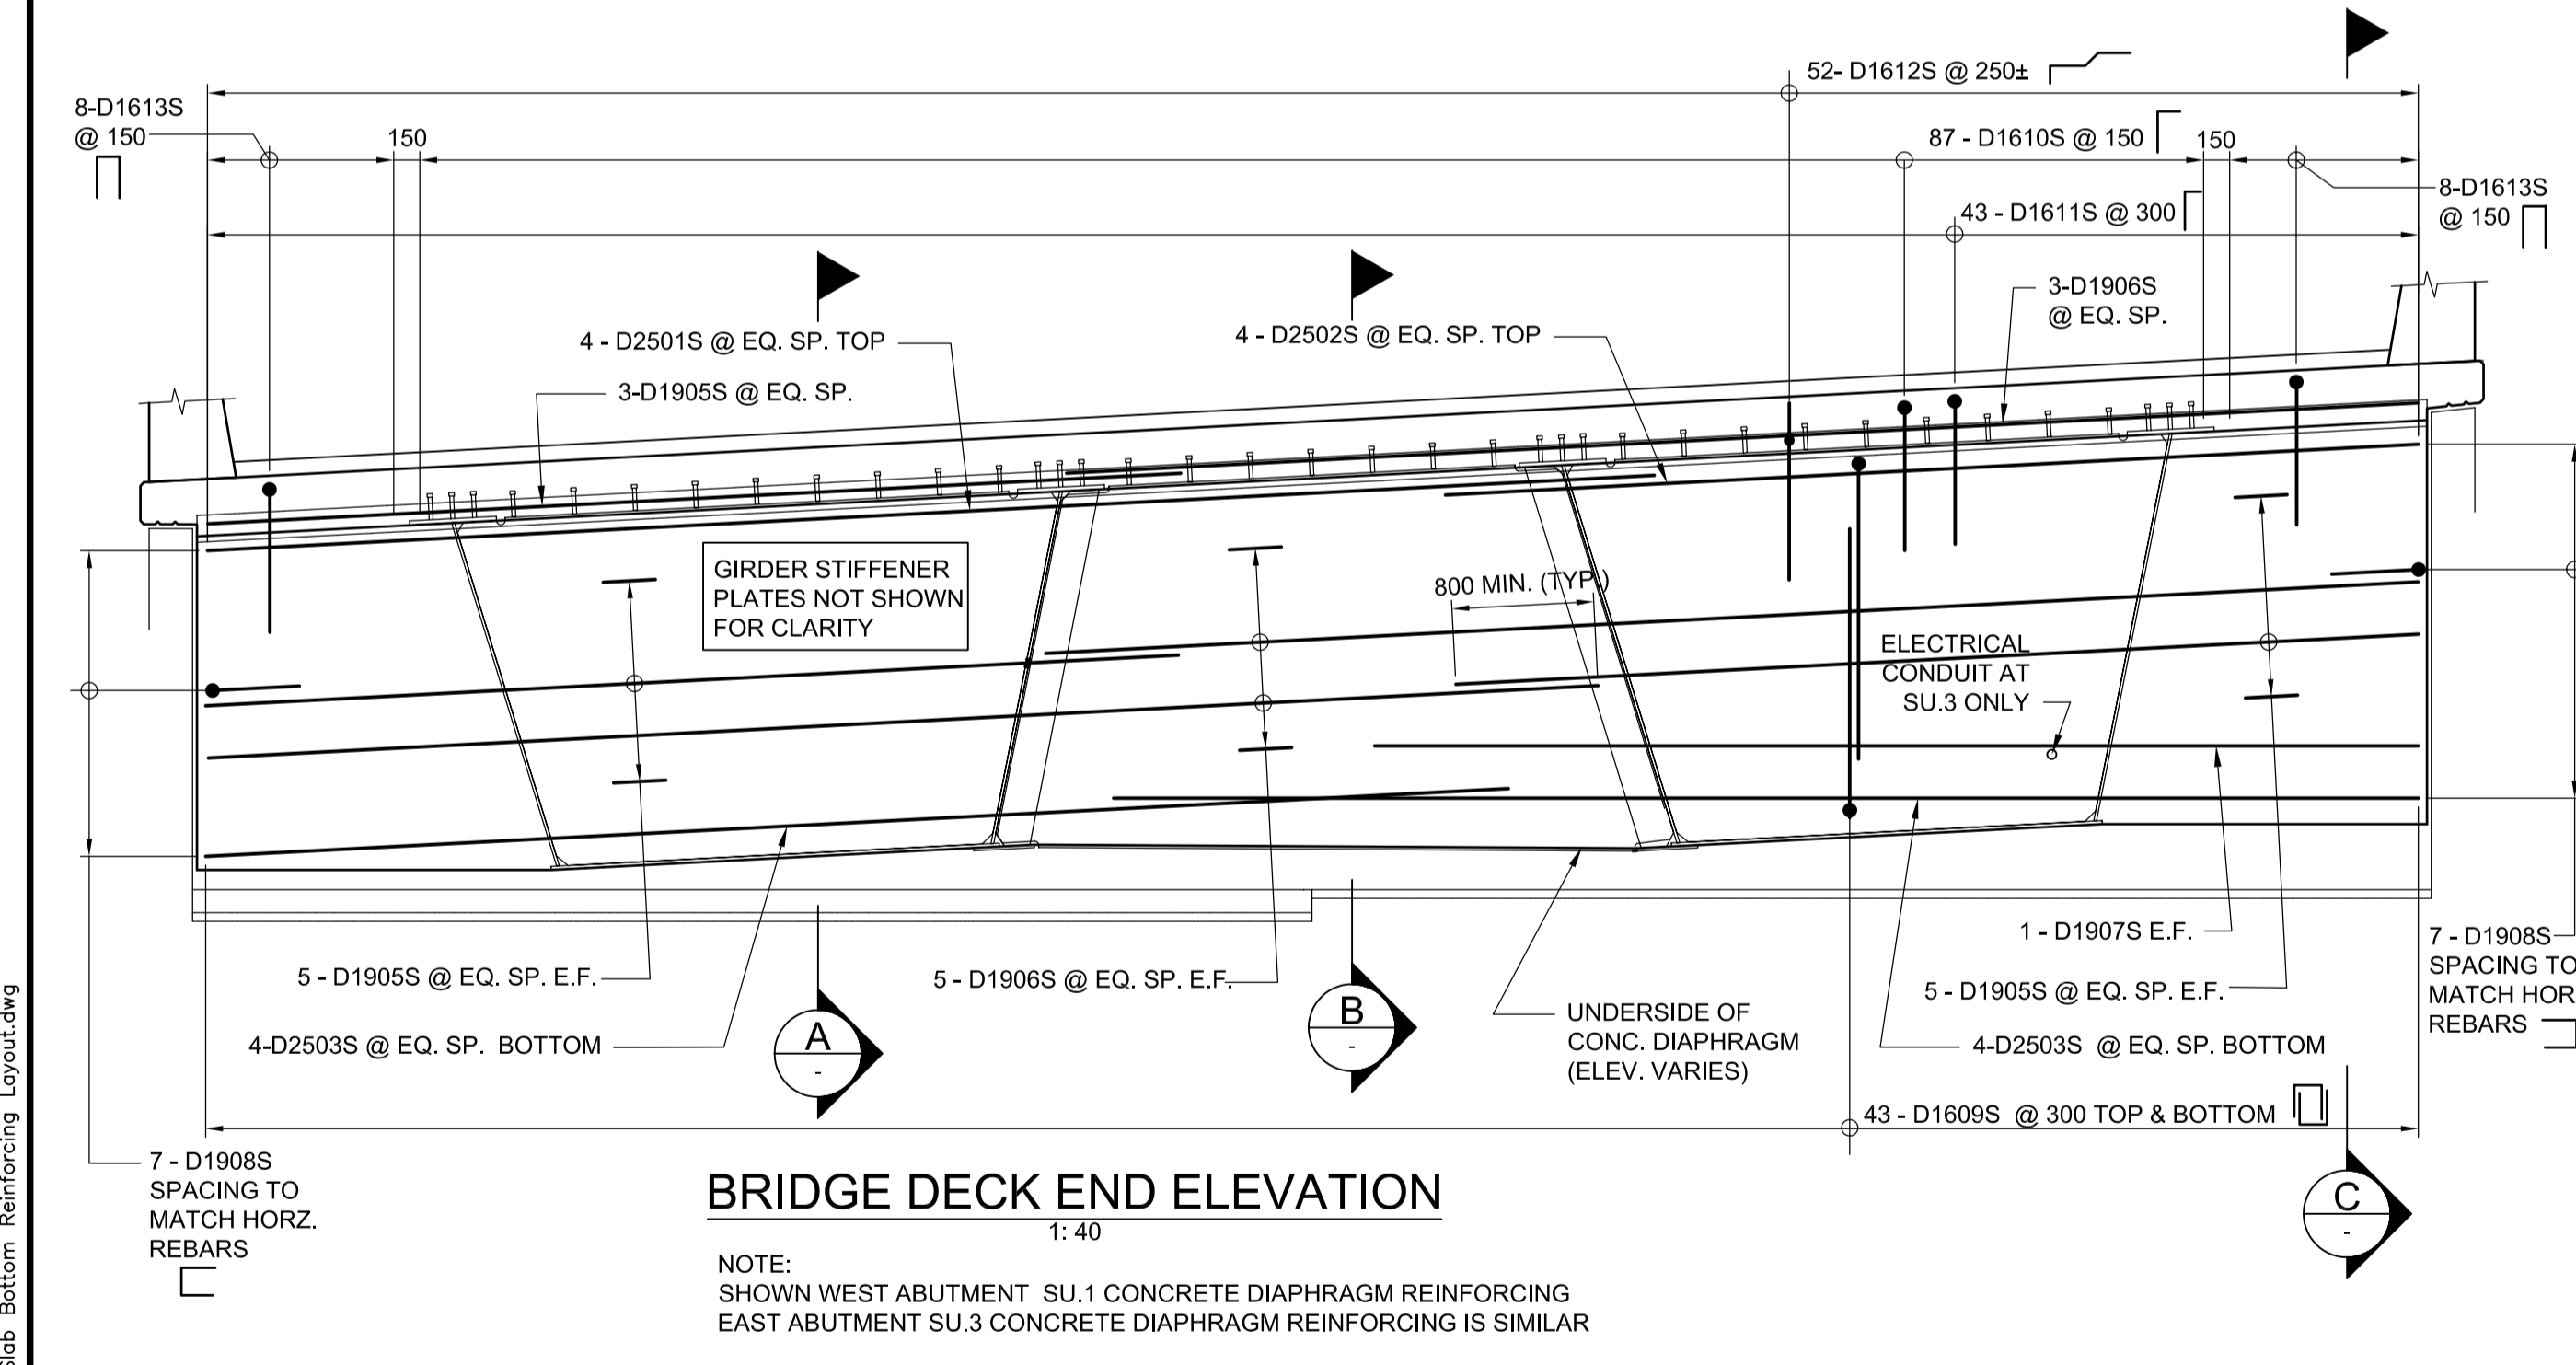 52- D1612S @ 250±
8-D1613S
@ 150
150
87 - D1610S @ 150
150
8-D1613S
@ 150
43 - D1611S @ 300
3-D1906S
@ EQ. SP.
4 - D2501S @ EQ. SP. TOP
4 - D2502S @ EQ. SP. TOP
3-D1905S @ EQ. SP.
GIRDER STIFFENER
PLATES NOT SHOWN
FOR CLARITY
800 MIN. (TYP.)
ELECTRICAL
CONDUIT AT
SU.3 ONLY
1 - D1907S E.F.
7 - D1908S
SPACING TO
MATCH HOR
REBARS
5 - D1905S @ EQ. SP. E.F.
5 - D1906S @ EQ. SP. E.F.
5 - D1905S @ EQ. SP. E.F.
UNDERSIDE OF
CONC. DIAPHRAGM
(ELEV. VARIES)
4-D2503S @ EQ. SP. BOTTOM
A
-
B
-
4-D2503S @ EQ. SP. BOTTOM
43 - D1609S @ 300 TOP & BOTTOM
7 - D1908S
SPACING TO
MATCH HORZ.
REBARS
C
-
BRIDGE DECK END ELEVATION
1: 40
NOTE:
SHOWN WEST ABUTMENT SU.1 CONCRETE DIAPHRAGM REINFORCING
EAST ABUTMENT SU.3 CONCRETE DIAPHRAGM REINFORCING IS SIMILAR
Slab Bottom Reinforcing Layout.dwg